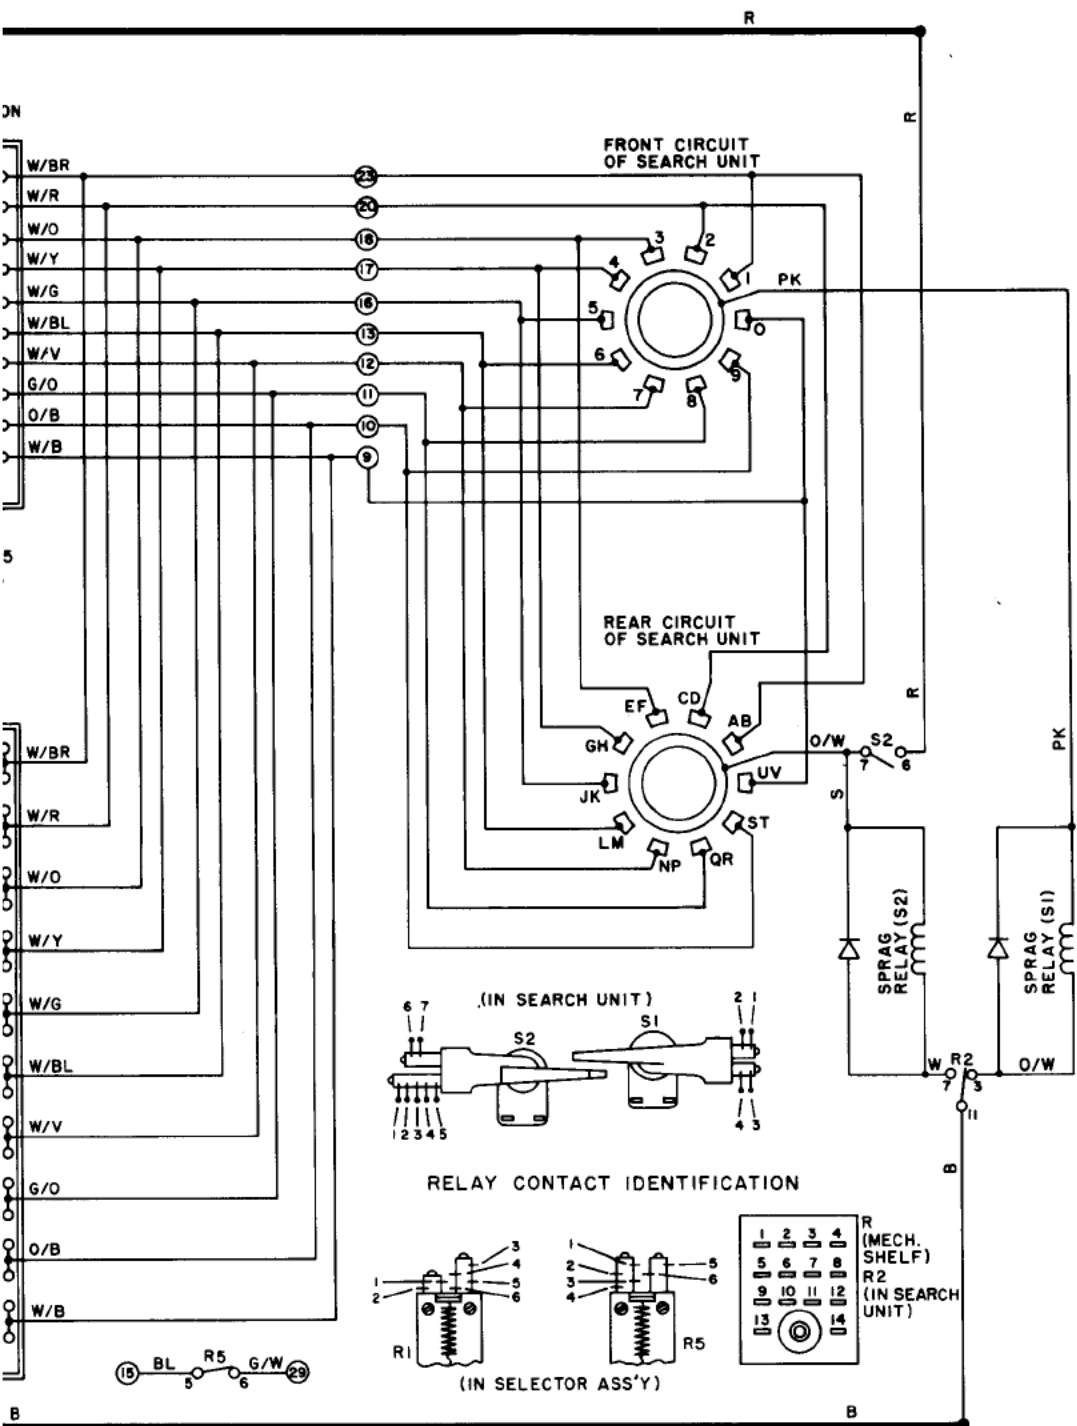 R
ON
R
FRONT CIRCUIT
OF SEARCH UNIT
W/BR 23
W/R 20
W/O 18
W/Y 17
W/G 16
W/BL 13
W/V 12
G/O 11
O/B 10
W/B 9
3 2
4 1
5 0
6 9
7 8
PK
5
REAR CIRCUIT
OF SEARCH UNIT
R
EF CD
GH AB
JK UV
LM ST
NP QR
O/W S2
7 6
PK
S
W/BR
W/R
W/O
W/Y
W/G
W/BL
W/V
G/O
O/B
W/B
SPRAG
RELAY (S2)
SPRAG
RELAY (S1)
(IN SEARCH UNIT)
6 7 S2 S1 2 1
1 2 3 4 5 4 3
W R2 O/W
7 3
11
B
RELAY CONTACT IDENTIFICATION
1
2
3
4
5
6
R1
1
2
3
4
5
6
R5
(IN SELECTOR ASS'Y)
1 2 3 4
5 6 7 8
9 10 11 12
13 14
R
(MECH.
SHELF)
R2
(IN SEARCH
UNIT)
15 BL R5 G/W 29
5 6
B B